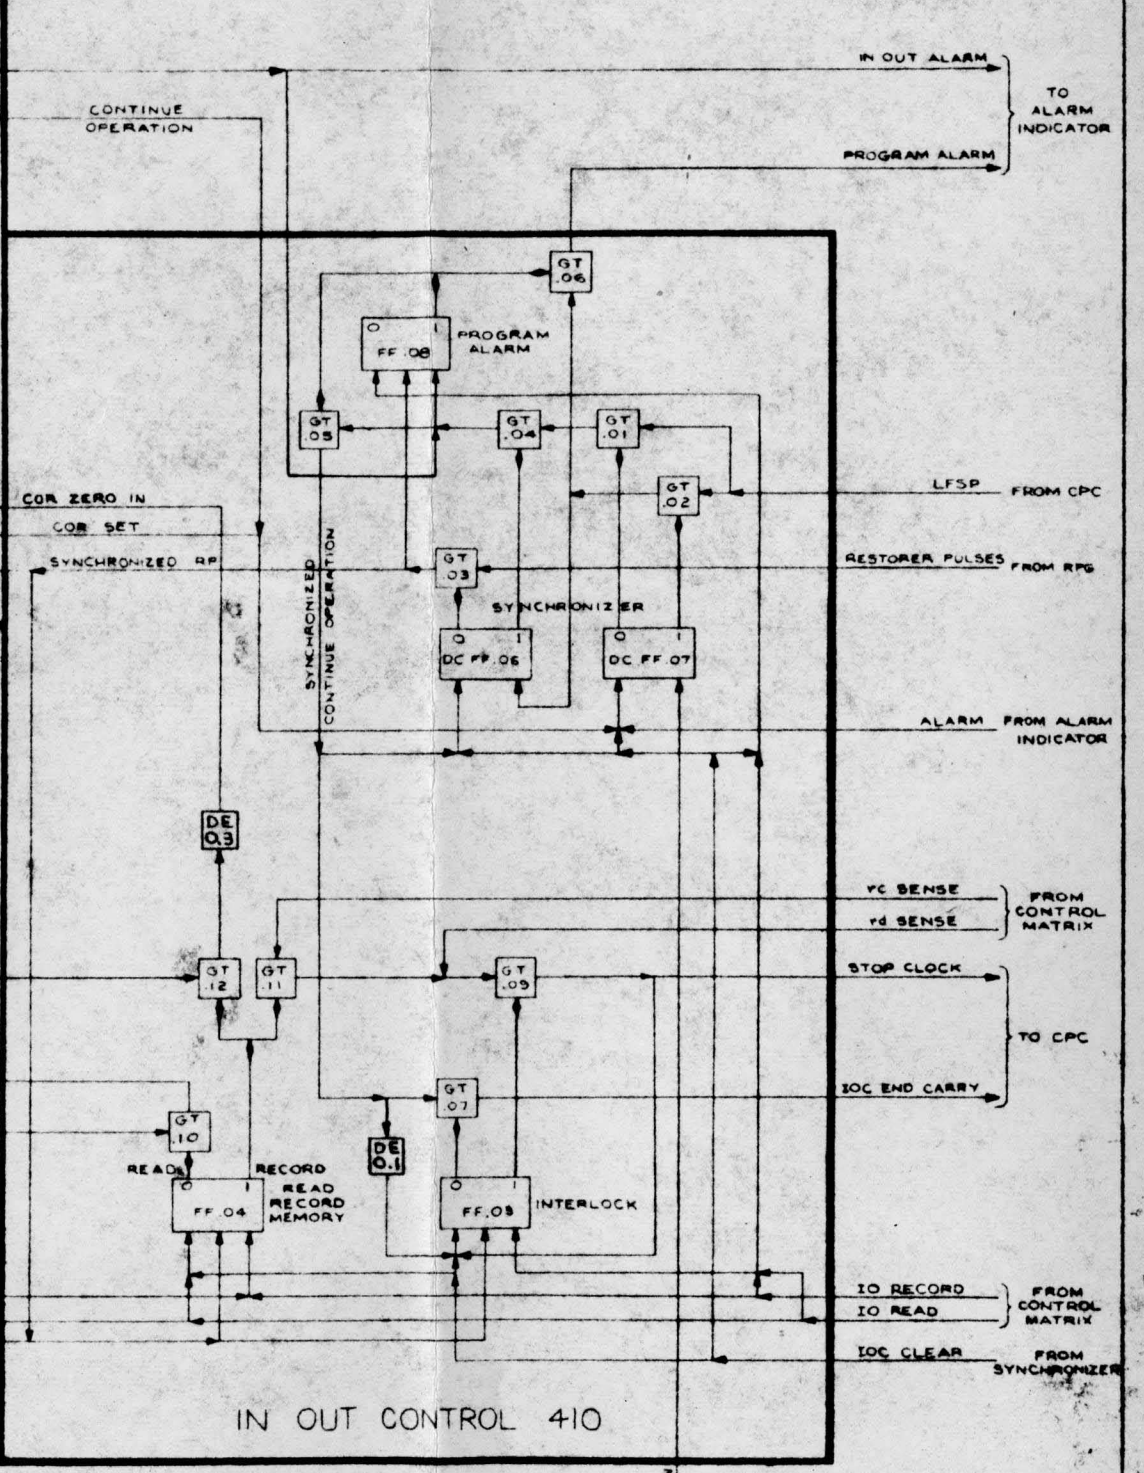 IN OUT ALARM
TO
ALARM
INDICATOR
CONTINUE
OPERATION
PROGRAM ALARM
GT
.06
0 1
FF .08
PROGRAM
ALARM
GT
.05
GT
.04
GT
.01
GT
.02
LFSP FROM CPC
COR ZERO IN
COR SET
SYNCHRONIZED RP
GT
.03
RESTORER PULSES FROM RPG
SYNCHRONIZED
CONTINUE OPERATION
SYNCHRONIZER
0 1
DC FF.06
0 1
DC FF.07
ALARM FROM ALARM
INDICATOR
DE
0.3
rc SENSE
rd SENSE
FROM
CONTROL
MATRIX
GT
.12
GT
.11
GT
.09
STOP CLOCK
TO CPC
GT
.07
IOC END CARRY
GT
.10
DE
0.1
READ
RECORD
0 1
FF.04
READ
RECORD
MEMORY
0 1
FF.03
INTERLOCK
IO RECORD
IO READ
FROM
CONTROL
MATRIX
IOC CLEAR
FROM
SYNCHRONIZER
IN OUT CONTROL 410